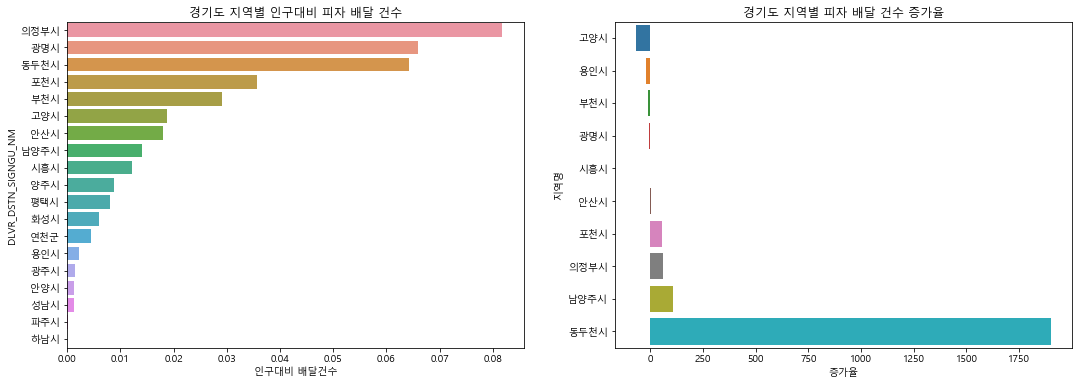 경기도 지역별 인구대비 피자 배달 건수
DLVR_DSTN_SIGNGU_NM
의정부시
광명시
동두천시
포천시
부천시
고양시
안산시
남양주시
시흥시
양주시
평택시
화성시
연천군
용인시
광주시
안양시
성남시
파주시
하남시
0.00 0.01 0.02 0.03 0.04 0.05 0.06 0.07 0.08
인구대비 배달건수
경기도 지역별 피자 배달 건수 증가율
지역명
고양시
용인시
부천시
광명시
시흥시
안산시
포천시
의정부시
남양주시
동두천시
0 250 500 750 1000 1250 1500 1750
증가율